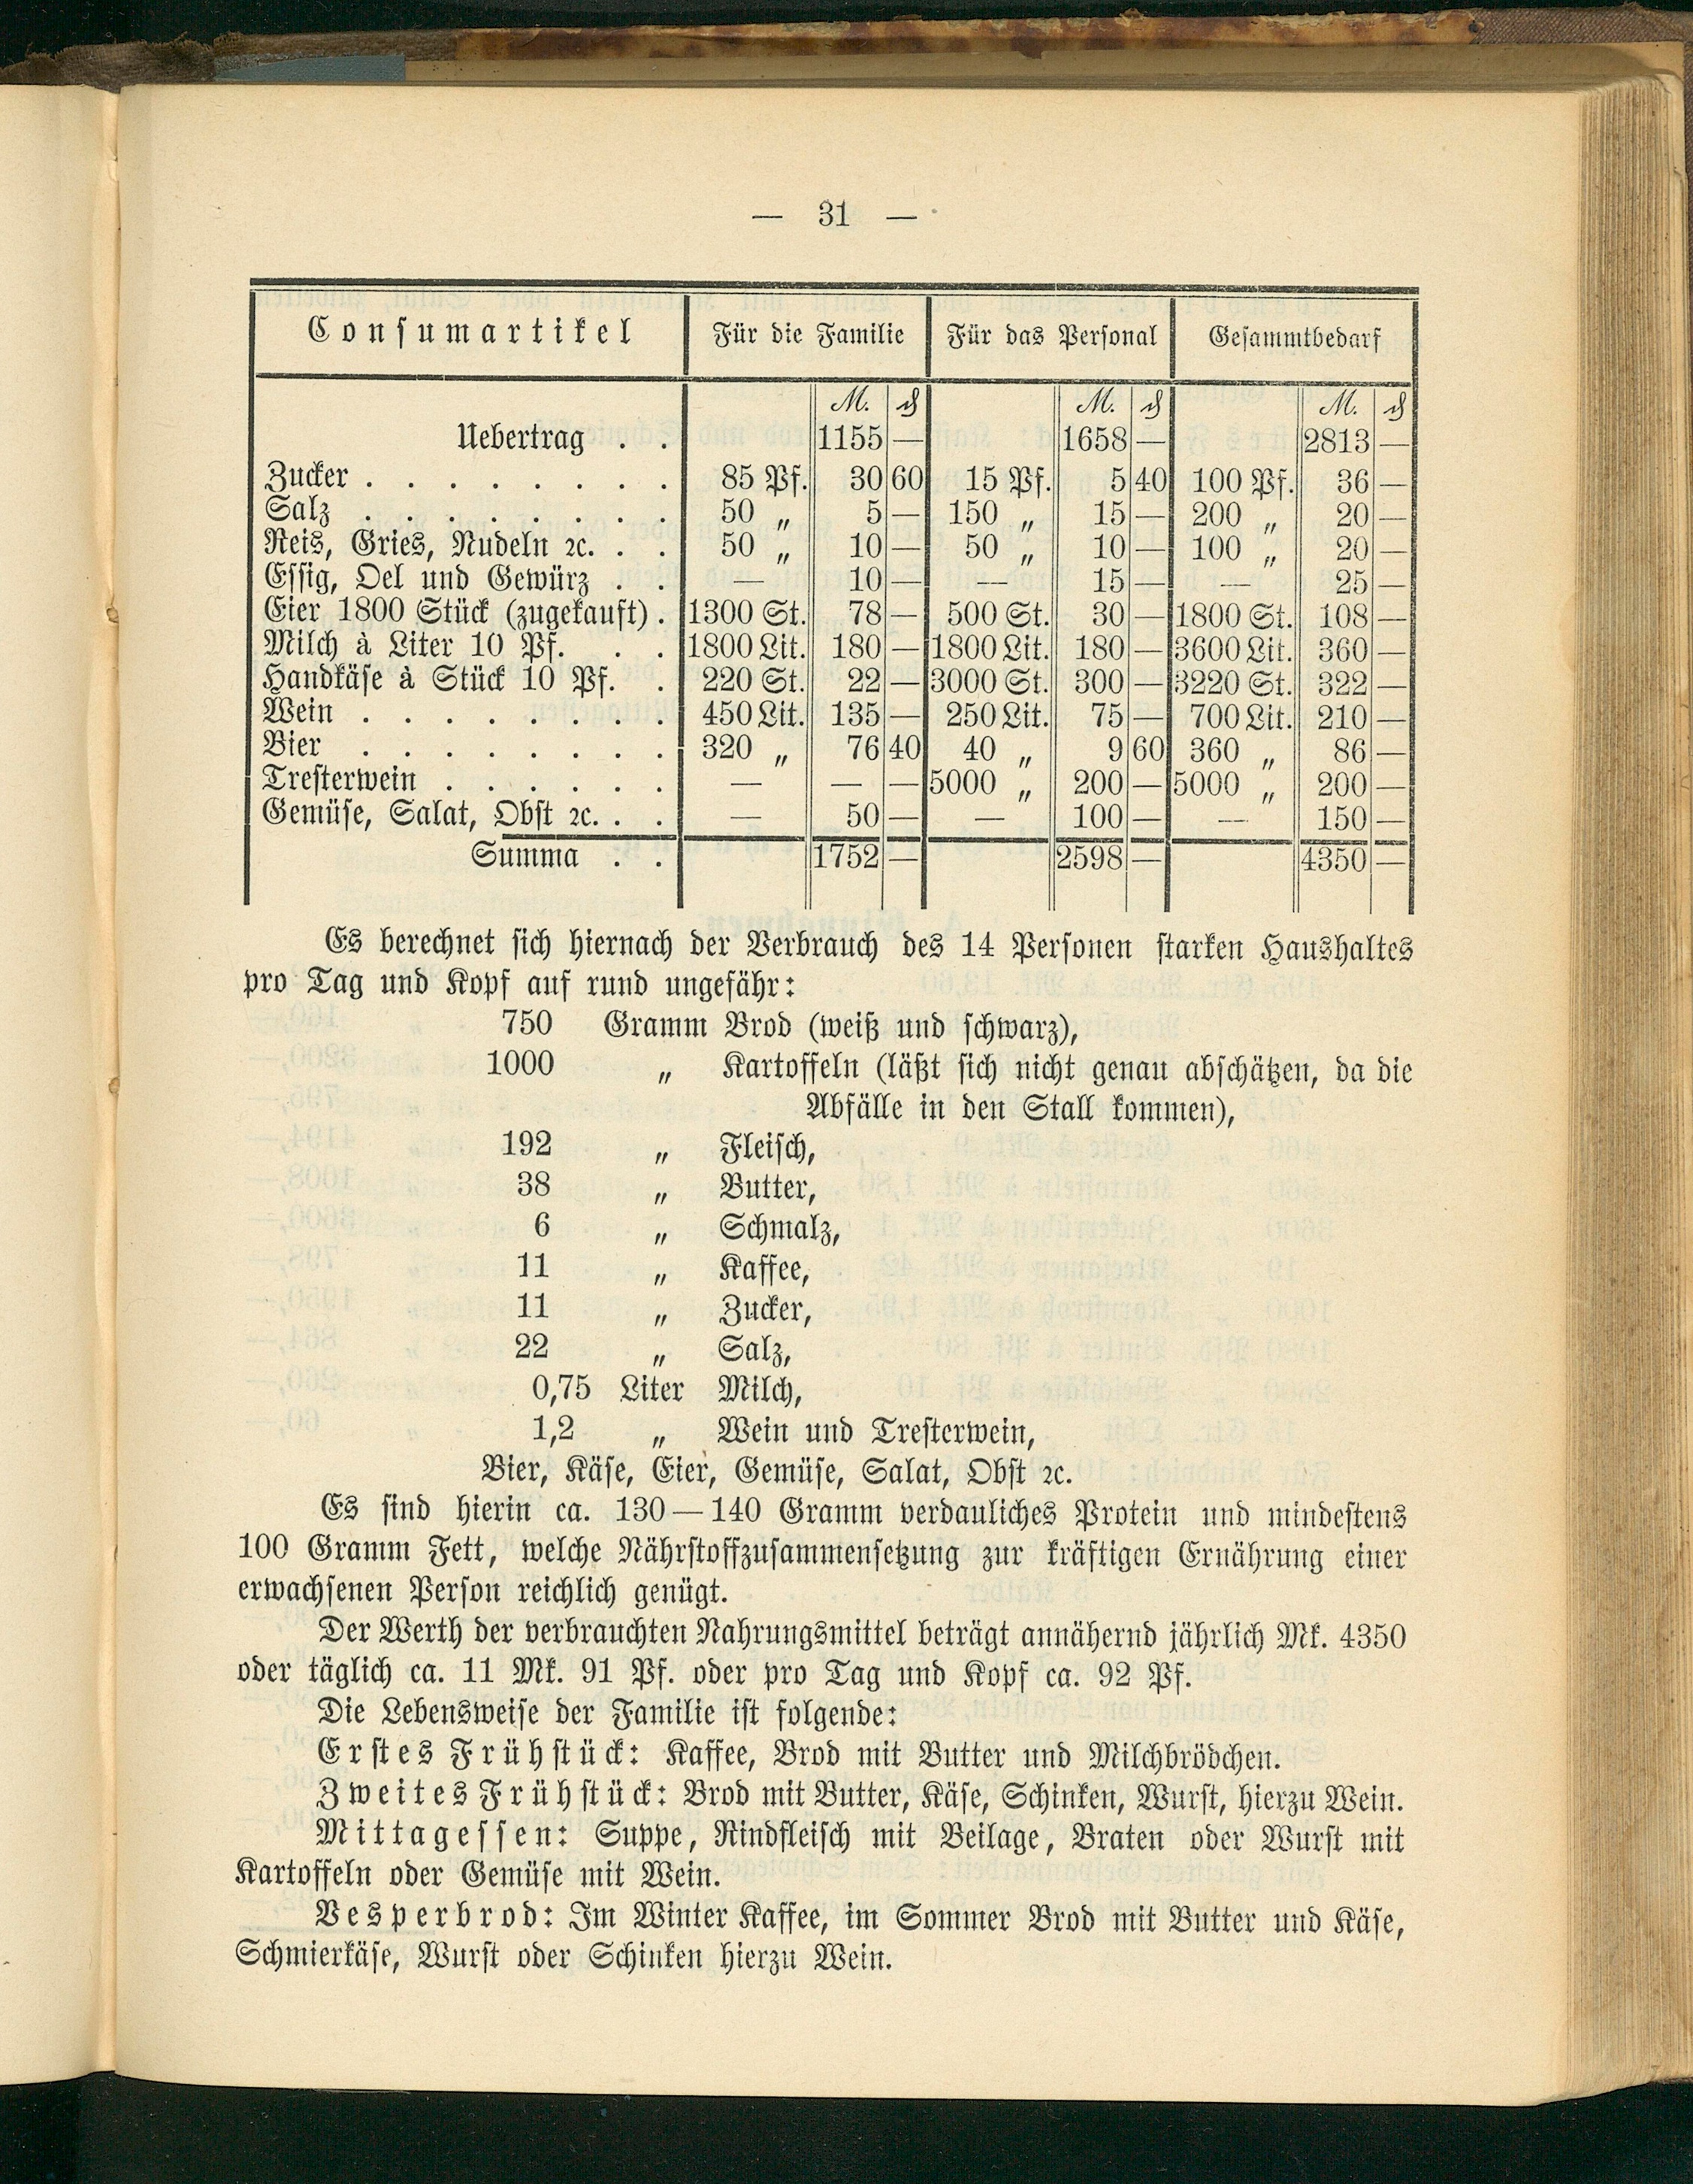 — 31 —
Consumartikel Für die Familie Für das Personal Gesammtbedarf
M. ₰ M. ₰ M. ₰
Uebertrag . . 1155 — 1658 — 2813 —
Zucker . . . . . . . . 85 Pf. 30 60 15 Pf. 5 40 100 Pf. 36 —
Salz . . . . . . . . 50 „ 5 — 150 „ 15 — 200 „ 20 —
Reis, Gries, Nudeln ꝛc. . . 50 „ 10 — 50 „ 10 — 100 „ 20 —
Essig, Oel und Gewürz . . — 10 — — 15 — — 25 —
Eier 1800 Stück (zugekauft) . 1300 St. 78 — 500 St. 30 — 1800 St. 108 —
Milch à Liter 10 Pf. . . 1800 Lit. 180 — 1800 Lit. 180 — 3600 Lit. 360 —
Handkäse à Stück 10 Pf. . 220 St. 22 — 3000 St. 300 — 3220 St. 322 —
Wein . . . . . . . . 450 Lit. 135 — 250 Lit. 75 — 700 Lit. 210 —
Bier . . . . . . . . 320 „ 76 40 40 „ 9 60 360 „ 86 —
Tresterwein . . . . . . — — — 5000 „ 200 — 5000 „ 200 —
Gemüse, Salat, Obst ꝛc. . . — 50 — — 100 — — 150 —
Summa . . 1752 — 2598 — 4350 —
Es berechnet sich hiernach der Verbrauch des 14 Personen starken Haushaltes
pro Tag und Kopf auf rund ungefähr:
750 Gramm Brod (weiß und schwarz),
1000 „ Kartoffeln (läßt sich nicht genau abschätzen, da die
Abfälle in den Stall kommen),
192 „ Fleisch,
38 „ Butter,
6 „ Schmalz,
11 „ Kaffee,
11 „ Zucker,
22 „ Salz,
0,75 Liter Milch,
1,2 „ Wein und Tresterwein,
Bier, Käse, Eier, Gemüse, Salat, Obst ꝛc.
Es sind hierin ca. 130—140 Gramm verdauliches Protein und mindestens
100 Gramm Fett, welche Nährstoffzusammensetzung zur kräftigen Ernährung einer
erwachsenen Person reichlich genügt.
Der Werth der verbrauchten Nahrungsmittel beträgt annähernd jährlich Mk. 4350
oder täglich ca. 11 Mk. 91 Pf. oder pro Tag und Kopf ca. 92 Pf.
Die Lebensweise der Familie ist folgende:
Erstes Frühstück: Kaffee, Brod mit Butter und Milchbrödchen.
Zweites Frühstück: Brod mit Butter, Käse, Schinken, Wurst, hierzu Wein.
Mittagessen: Suppe, Rindfleisch mit Beilage, Braten oder Wurst mit
Kartoffeln oder Gemüse mit Wein.
Vesperbrod: Im Winter Kaffee, im Sommer Brod mit Butter und Käse,
Schmierkäse, Wurst oder Schinken hierzu Wein.